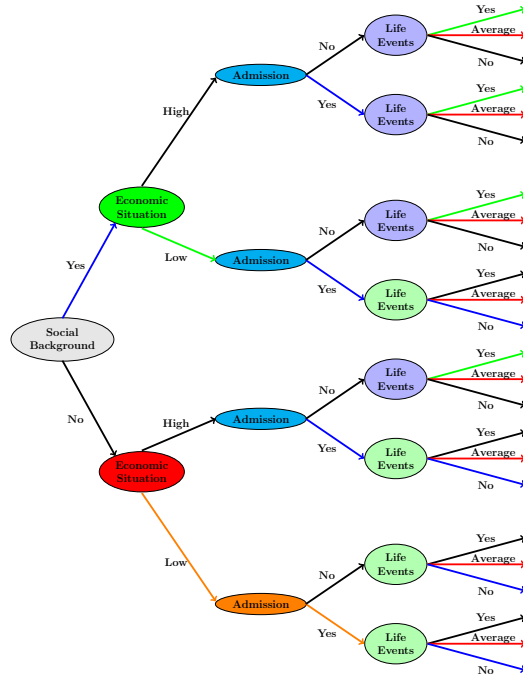 Yes
Average
No
Life
Events
No
Admission
Yes
Life
Events
Yes
Average
No
High
Economic
Situation
Low
Yes
Yes
Average
No
Life
Events
No
Admission
Yes
Life
Events
Yes
Average
No
Social
Background
No
Yes
Average
No
Life
Events
No
High
Admission
Yes
Life
Events
Yes
Average
No
Economic
Situation
Low
Yes
Average
No
Life
Events
No
Admission
Yes
Life
Events
Yes
Average
No